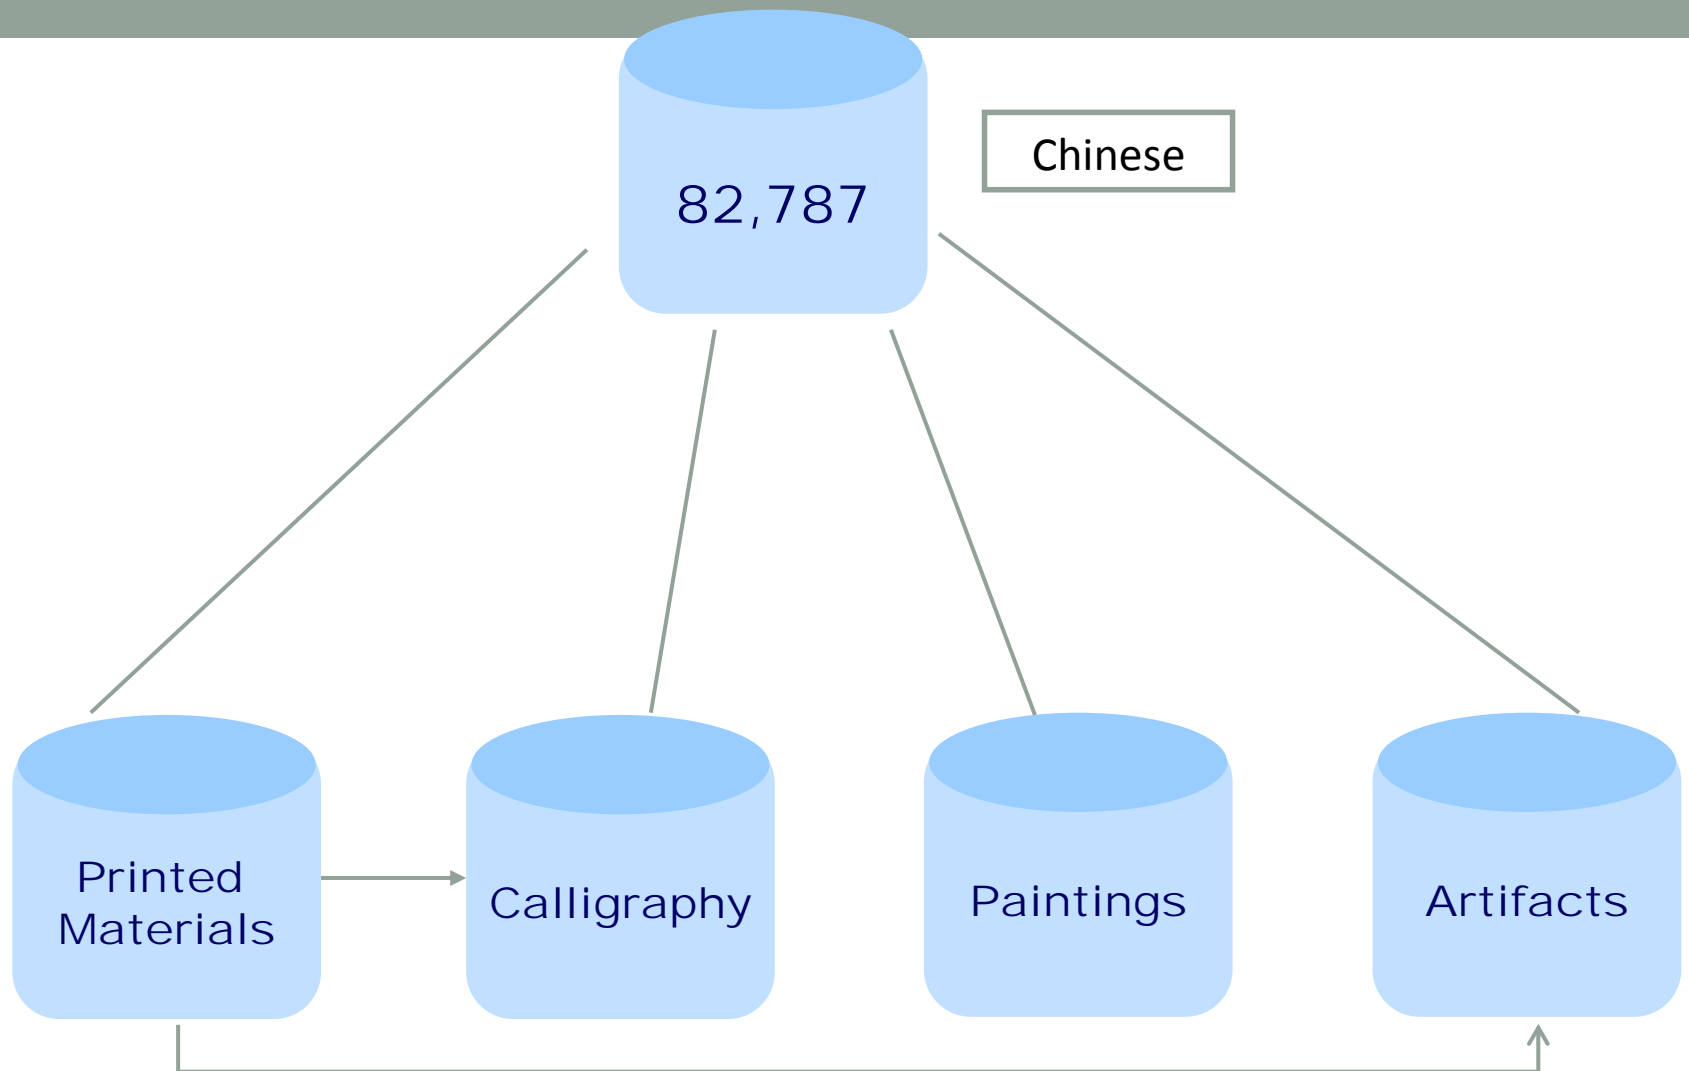 82,787
Chinese
Printed
Materials
Calligraphy
Paintings
Artifacts